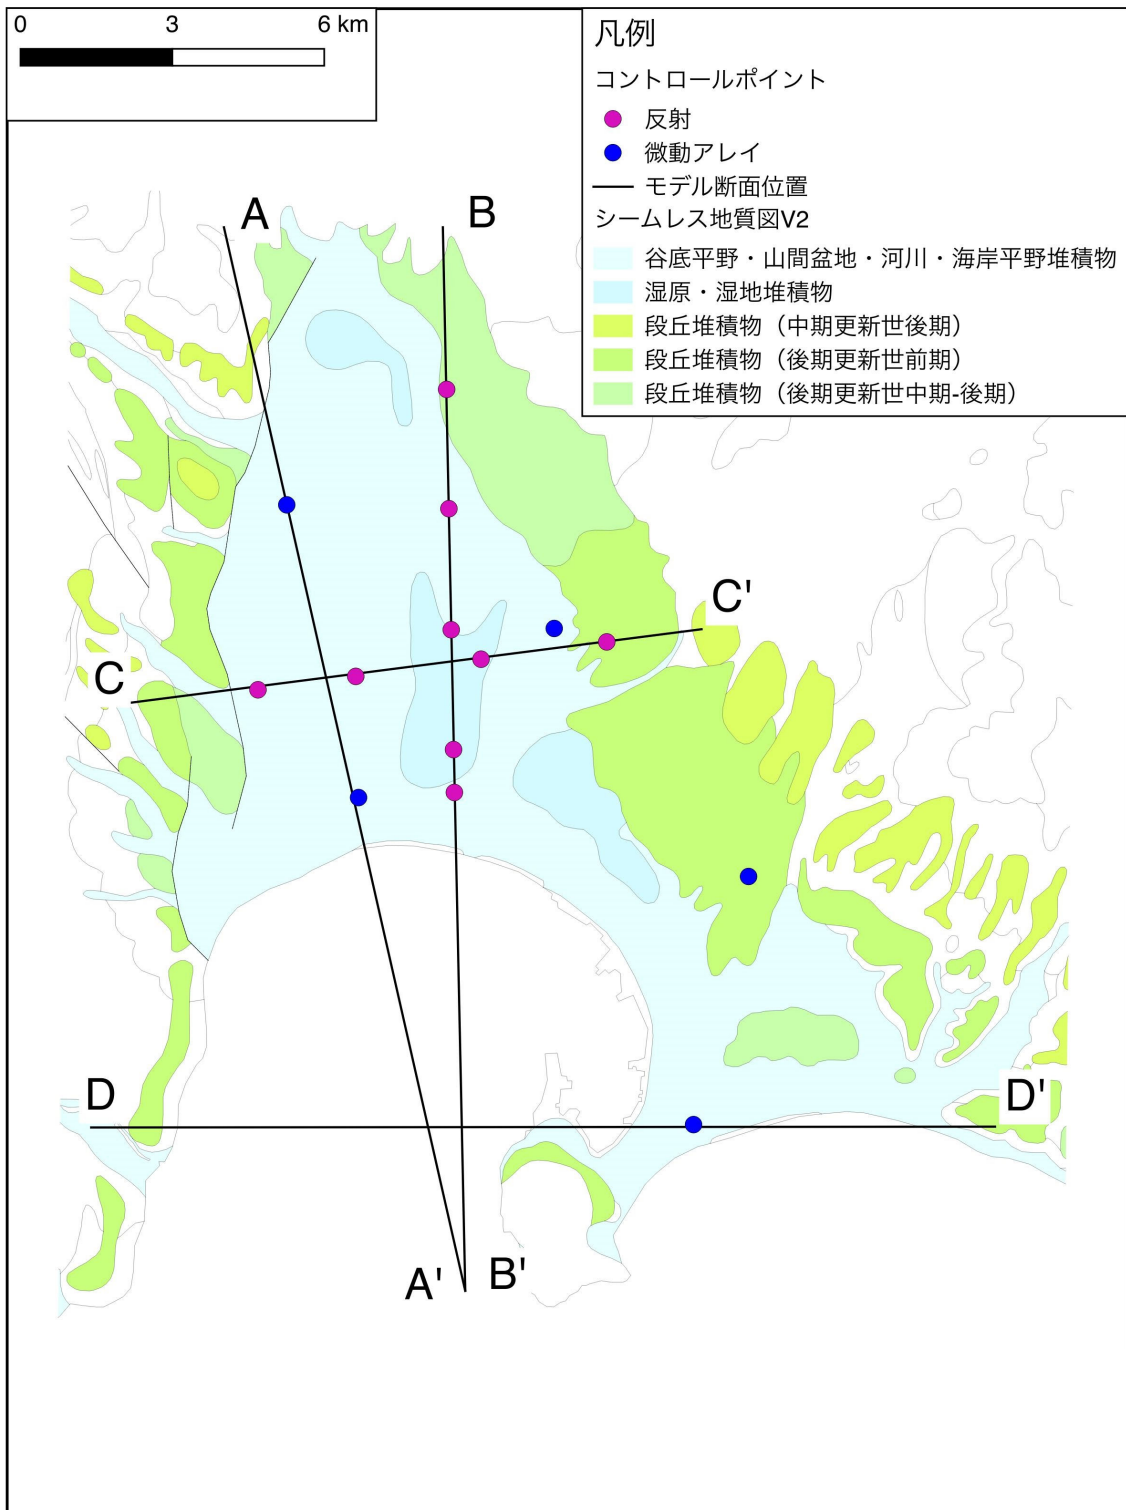 0 3 6 km
凡例
コントロールポイント
反射
微動アレイ
モデル断面位置
シームレス地質図V2
谷底平野・山間盆地・河川・海岸平野堆積物
湿原・湿地堆積物
段丘堆積物（中期更新世後期）
段丘堆積物（後期更新世前期）
段丘堆積物（後期更新世中期-後期）
A
B
C'
C
D
D'
A'
B'